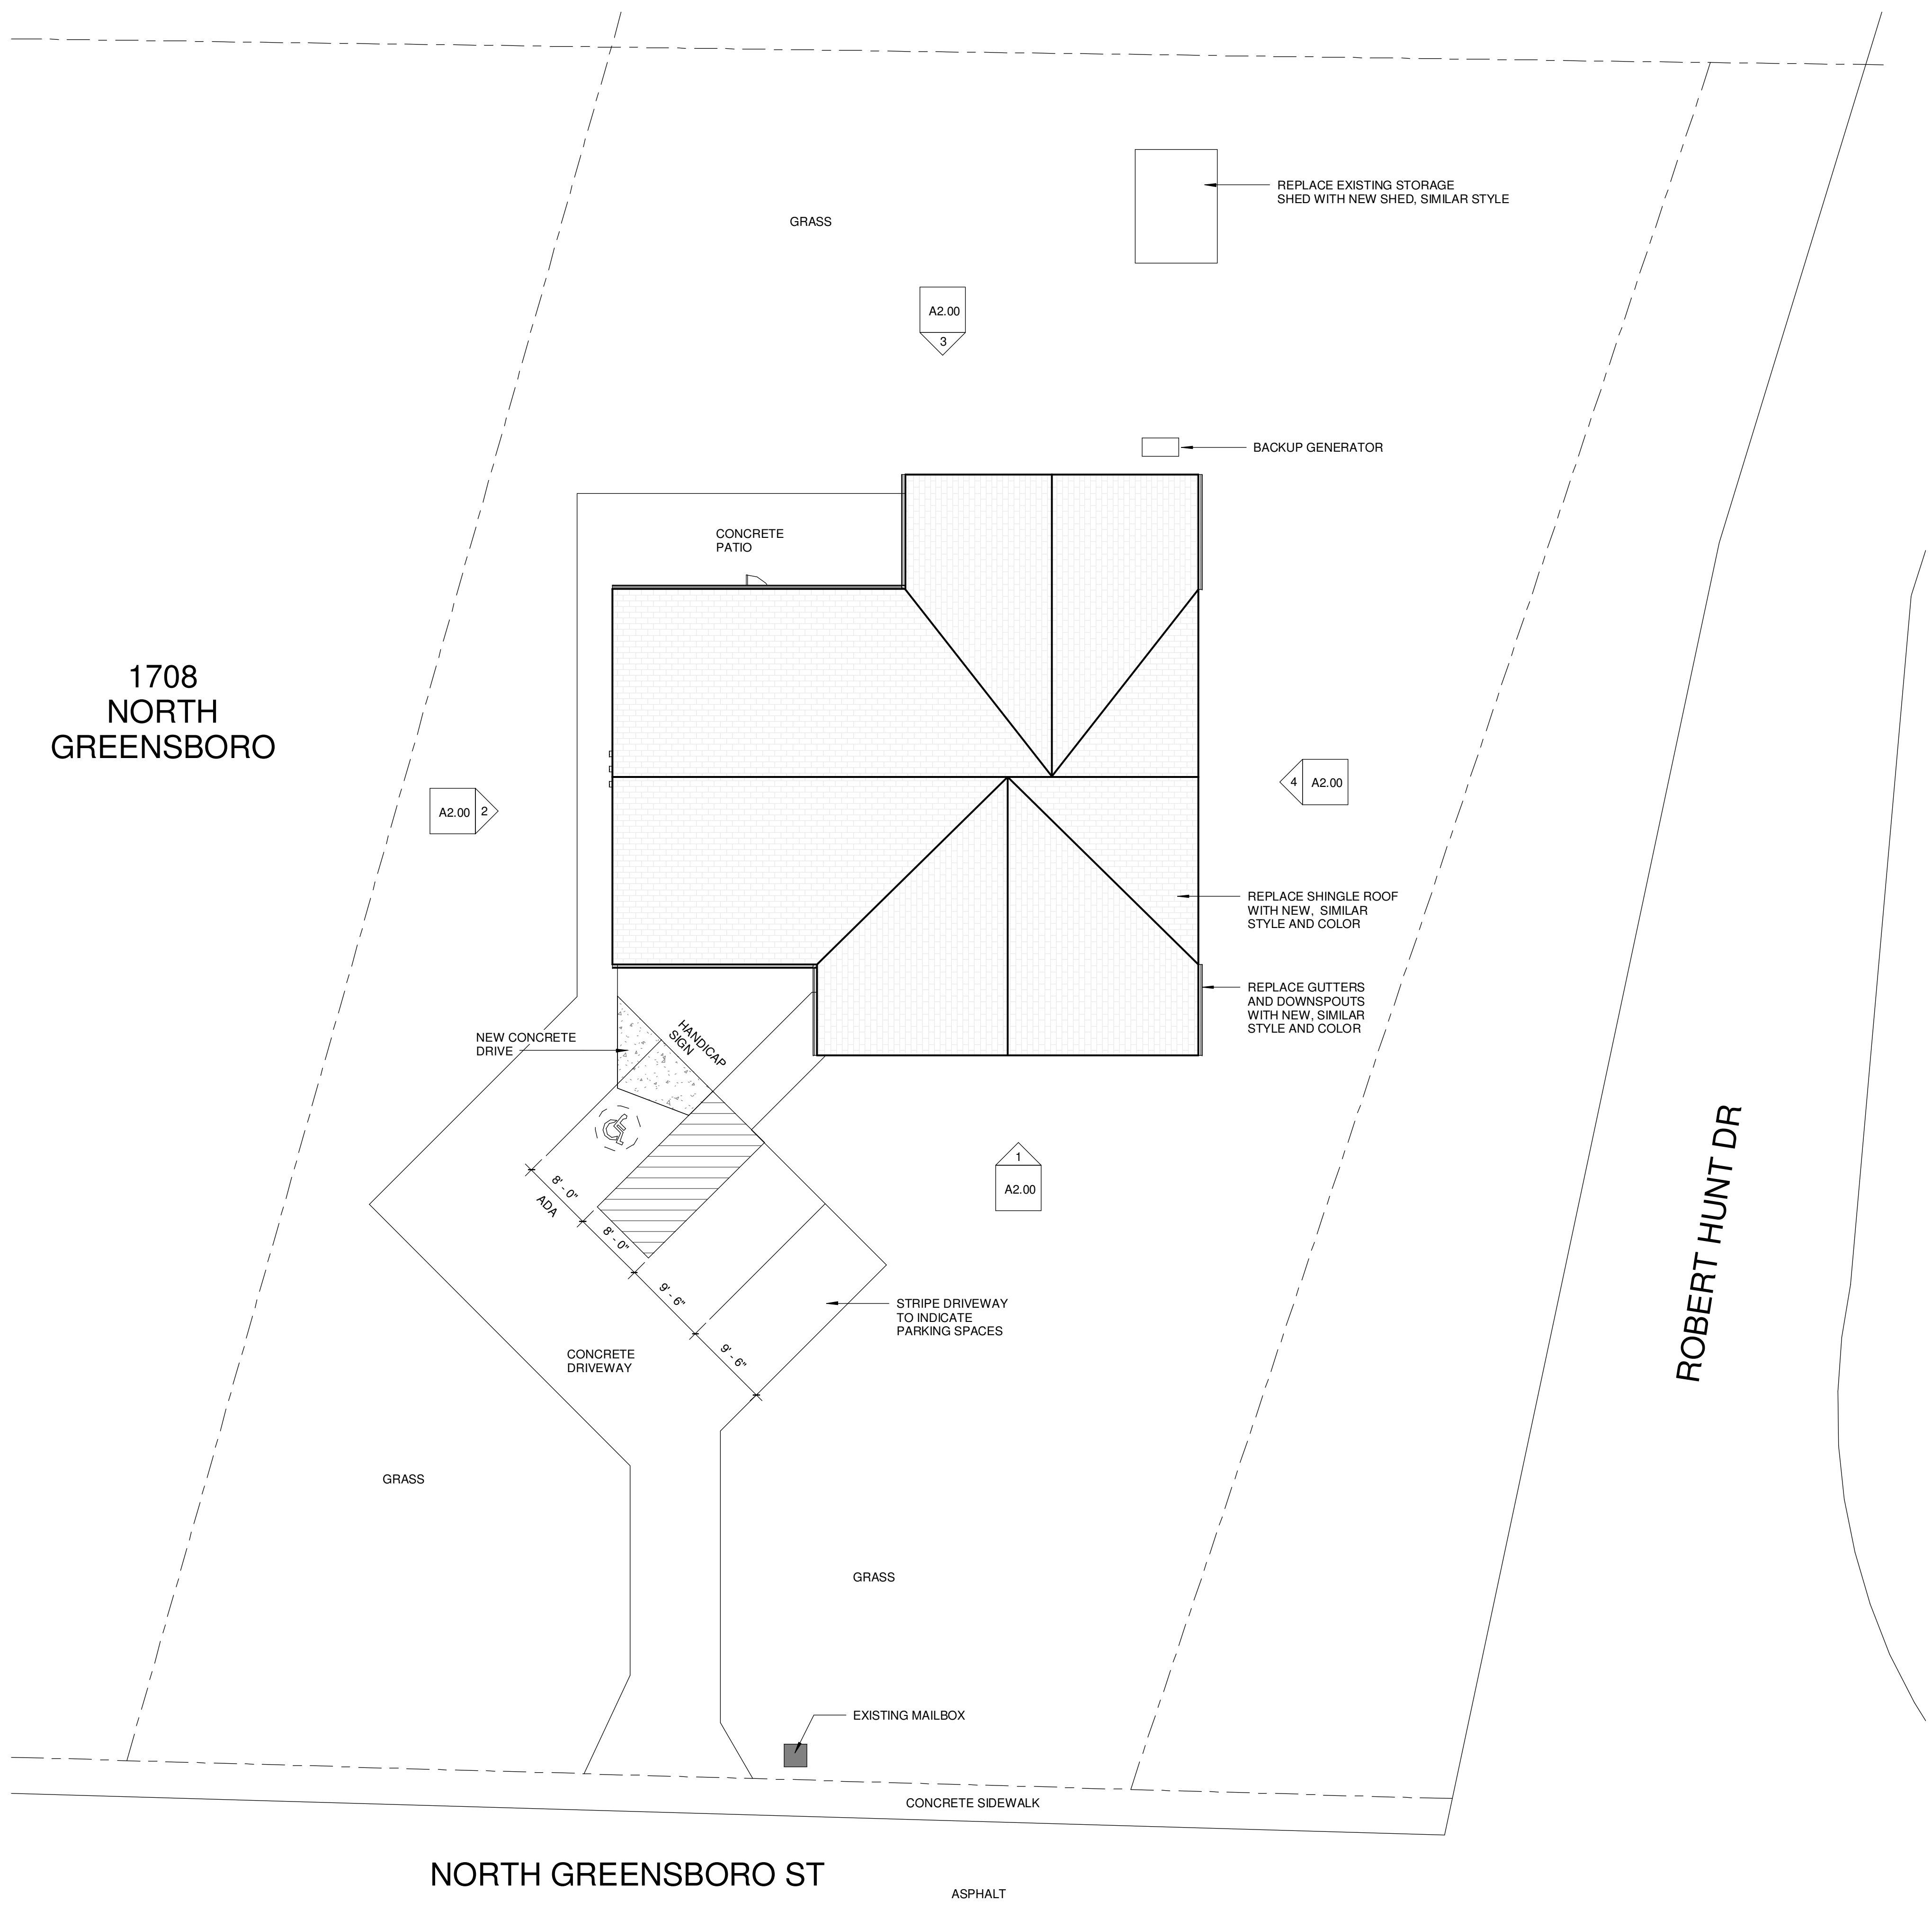 REPLACE EXISTING STORAGE
SHED WITH NEW SHED, SIMILAR STYLE
GRASS
A2.00
3
BACKUP GENERATOR
CONCRETE
PATIO
1708
NORTH
GREENSBORO
A2.00
2
4
A2.00
REPLACE SHINGLE ROOF
WITH NEW, SIMILAR
STYLE AND COLOR
REPLACE GUTTERS
AND DOWNSPOUTS
WITH NEW, SIMILAR
STYLE AND COLOR
NEW CONCRETE
DRIVE
HANDICAP
SIGN
1
A2.00
8' - 0"
ADA
8' - 0"
9' - 6"
9' - 6"
STRIPE DRIVEWAY
TO INDICATE
PARKING SPACES
CONCRETE
DRIVEWAY
ROBERT HUNT DR
GRASS
GRASS
EXISTING MAILBOX
CONCRETE SIDEWALK
NORTH GREENSBORO ST
ASPHALT